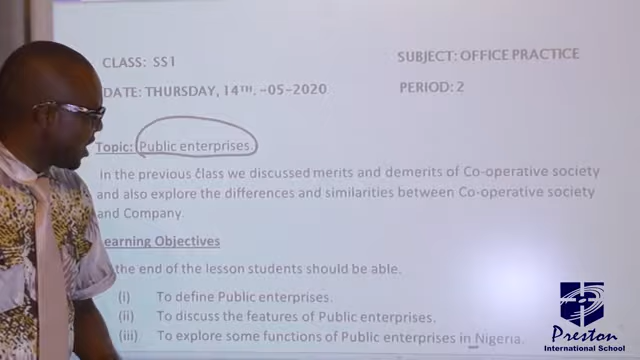 CLASS: SS1
SUBJECT: OFFICE PRACTICE
DATE: THURSDAY, 14TH, -05-2020
PERIOD: 2
Topic: Public enterprises.
In the previous class we discussed merits and demerits of Co-operative society
and also explore the differences and similarities between Co-operative society
and Company.
earning Objectives
the end of the lesson students should be able.
(i) To define Public enterprises.
(ii) To discuss the features of Public enterprises.
(iii) To explore some functions of Public enterprises in Nigeria.
Preston
International School